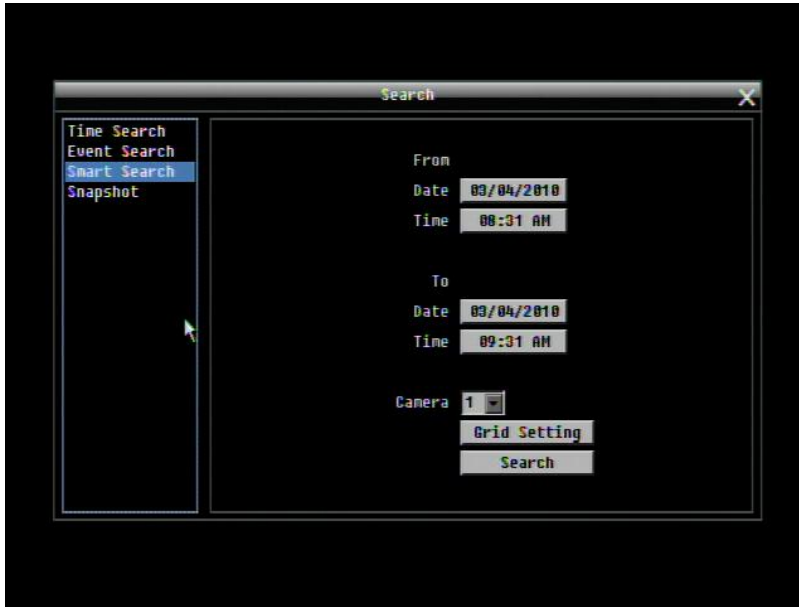 Search
X
Time Search
Event Search
Smart Search
Snapshot
From
Date 03/04/2010
Time 08:31 AM
To
Date 03/04/2010
Time 09:31 AM
Camera 1
Grid Setting
Search